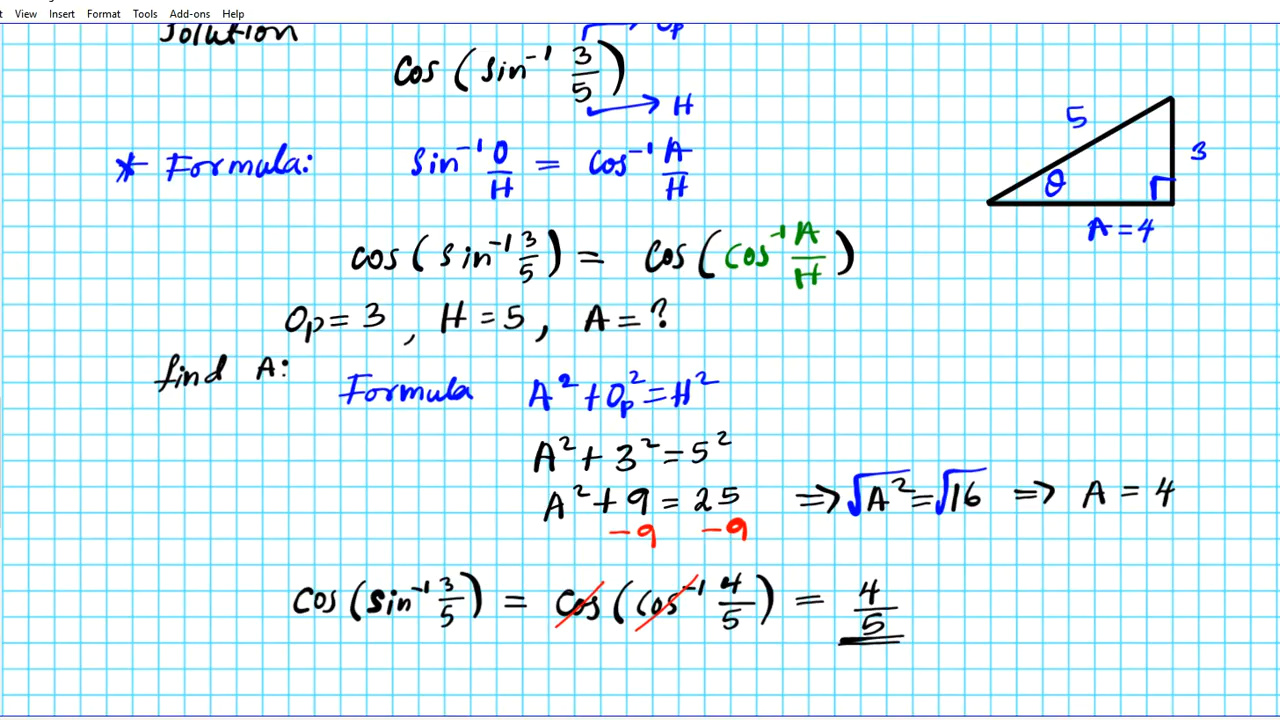 View Insert Format Tools Add-ons Help
Solution
Op
cos (sin⁻¹ 3/5)
H
* Formula: sin⁻¹ O/H = cos⁻¹ A/H
5
3
θ
A = 4
cos (sin⁻¹ 3/5) = cos (cos⁻¹ A/H)
Op = 3 , H = 5 , A = ?
find A:
Formula A² + Op² = H²
A² + 3² = 5²
A² + 9 = 25 ⟹ √A² = √16 ⟹ A = 4
-9 -9
cos (sin⁻¹ 3/5) = cos (cos⁻¹ 4/5) = 4/5